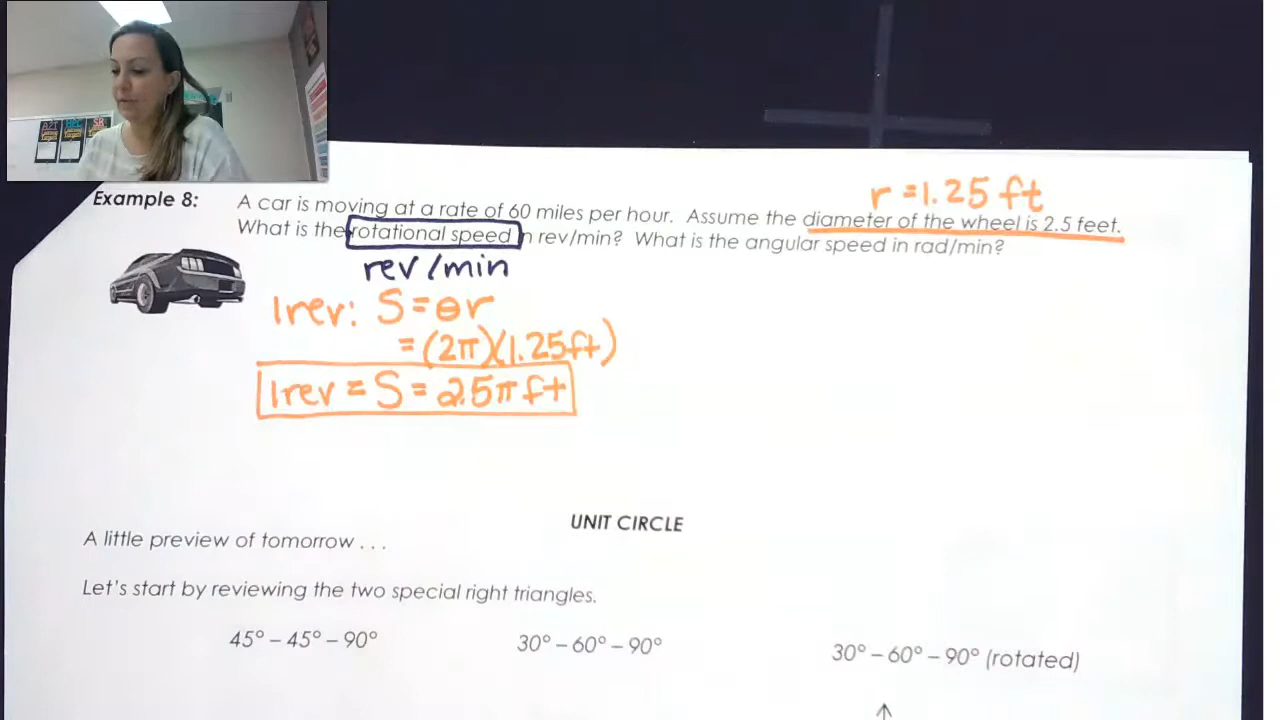 r = 1.25 ft
Example 8: A car is moving at a rate of 60 miles per hour. Assume the diameter of the wheel is 2.5 feet.
What is the rotational speed in rev/min? What is the angular speed in rad/min?
rev/min
1rev: S = θr
= (2π)(1.25ft)
1rev = S = 2.5π ft
UNIT CIRCLE
A little preview of tomorrow . . .
Let's start by reviewing the two special right triangles.
45° – 45° – 90° 30° – 60° – 90° 30° – 60° – 90° (rotated)